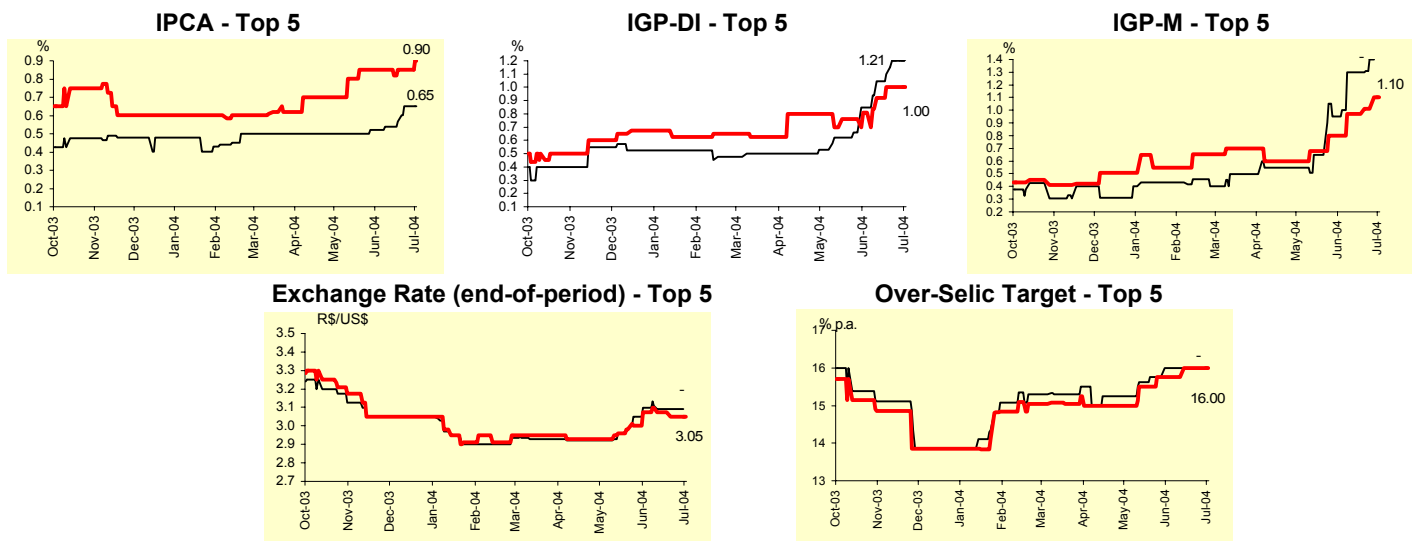 IPCA - Top 5
%
0.9
0.8
0.7
0.6
0.5
0.4
0.3
0.2
0.1
0.90
0.65
Oct-03
Nov-03
Dec-03
Jan-04
Feb-04
Mar-04
Apr-04
May-04
Jun-04
Jul-04
IGP-DI - Top 5
%
1.2
1.1
1.0
0.9
0.8
0.7
0.6
0.5
0.4
0.3
0.2
0.1
1.21
1.00
Oct-03
Nov-03
Dec-03
Jan-04
Feb-04
Mar-04
Apr-04
May-04
Jun-04
Jul-04
IGP-M - Top 5
%
1.4
1.3
1.2
1.1
1.0
0.9
0.8
0.7
0.6
0.5
0.4
0.3
0.2
-
1.10
Oct-03
Nov-03
Dec-03
Jan-04
Feb-04
Mar-04
Apr-04
May-04
Jun-04
Jul-04
Exchange Rate (end-of-period) - Top 5
R$/US$
3.5
3.4
3.3
3.2
3.1
3.0
2.9
2.8
2.7
-
3.05
Oct-03
Nov-03
Dec-03
Jan-04
Feb-04
Mar-04
Apr-04
May-04
Jun-04
Jul-04
Over-Selic Target - Top 5
% p.a.
17
16
15
14
13
-
16.00
Oct-03
Nov-03
Dec-03
Jan-04
Feb-04
Mar-04
Apr-04
May-04
Jun-04
Jul-04